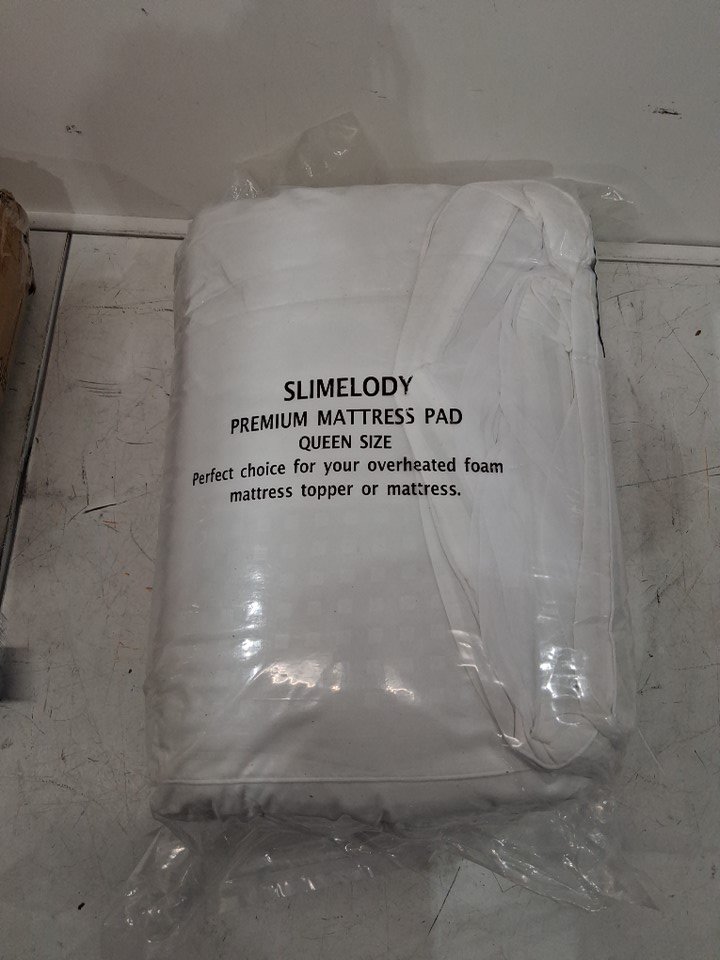 SLIMELODY
PREMIUM MATTRESS PAD
QUEEN SIZE
Perfect choice for your overheated foam
mattress topper or mattress.